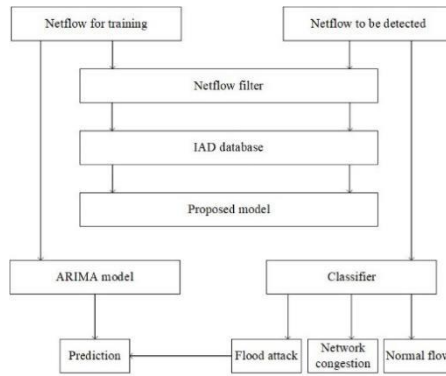 Netflow for training
Netflow to be detected
Netflow filter
IAD database
Proposed model
ARIMA model
Classifier
Prediction
Flood attack
Network
congestion
Normal flow